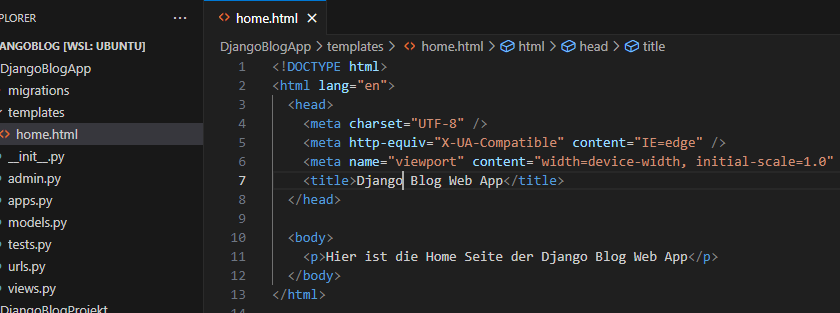 PLORER ···
home.html ×
ANGOBLOG [WSL: UBUNTU]
DjangoBlogApp > templates > <> home.html > html > head > title
DjangoBlogApp
migrations
templates
<> home.html
__init__.py
admin.py
apps.py
models.py
tests.py
urls.py
views.py
DjangoBlogProjekt
1 <!DOCTYPE html>
2 <html lang="en">
3 <head>
4 <meta charset="UTF-8" />
5 <meta http-equiv="X-UA-Compatible" content="IE=edge" />
6 <meta name="viewport" content="width=device-width, initial-scale=1.0"
7 <title>Django Blog Web App</title>
8 </head>
9
10 <body>
11 <p>Hier ist die Home Seite der Django Blog Web App</p>
12 </body>
13 </html>
14